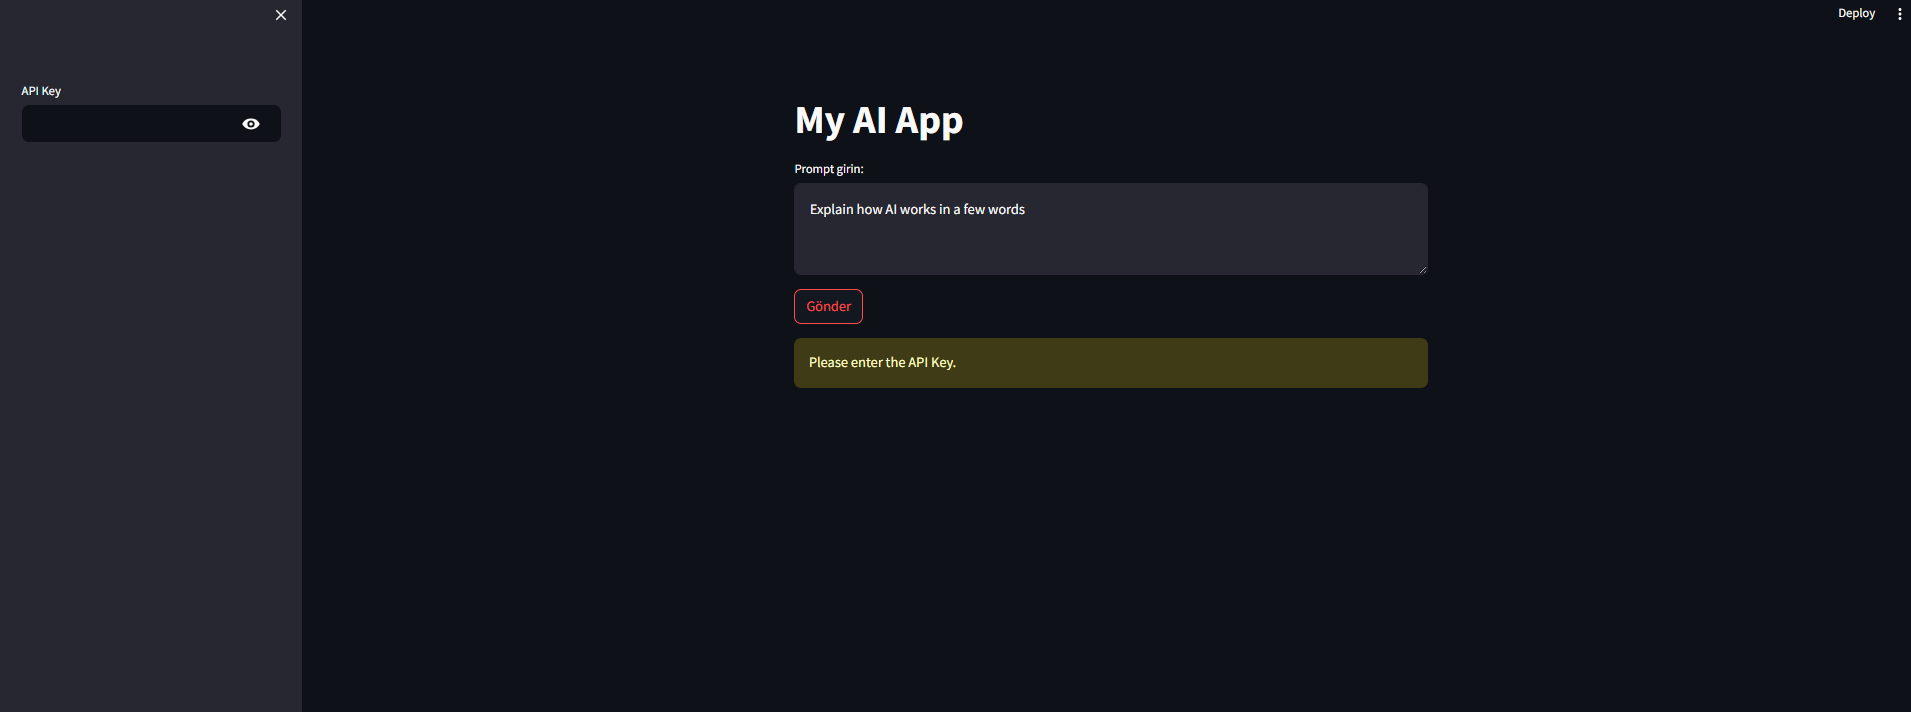 API Key
Deploy
My AI App
Prompt girin:
Explain how AI works in a few words
Gönder
Please enter the API Key.